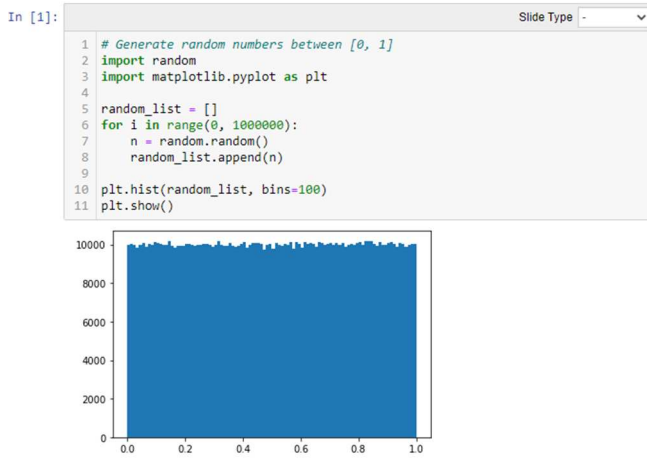 In [1]:
Slide Type -
1 # Generate random numbers between [0, 1]
2 import random
3 import matplotlib.pyplot as plt
4
5 random_list = []
6 for i in range(0, 1000000):
7     n = random.random()
8     random_list.append(n)
9
10 plt.hist(random_list, bins=100)
11 plt.show()
10000
8000
6000
4000
2000
0
0.0 0.2 0.4 0.6 0.8 1.0